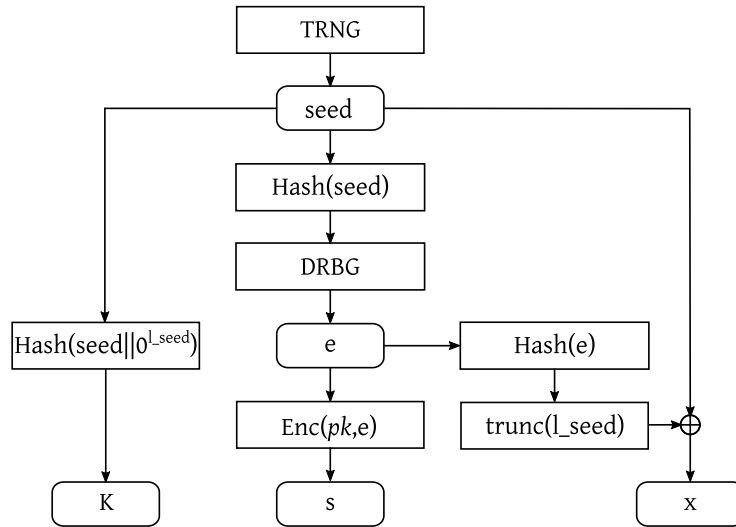 TRNG
seed
Hash(seed)
DRBG
Hash(seed||0^l_seed)
e
Hash(e)
Enc(pk,e)
trunc(l_seed)
K
s
x